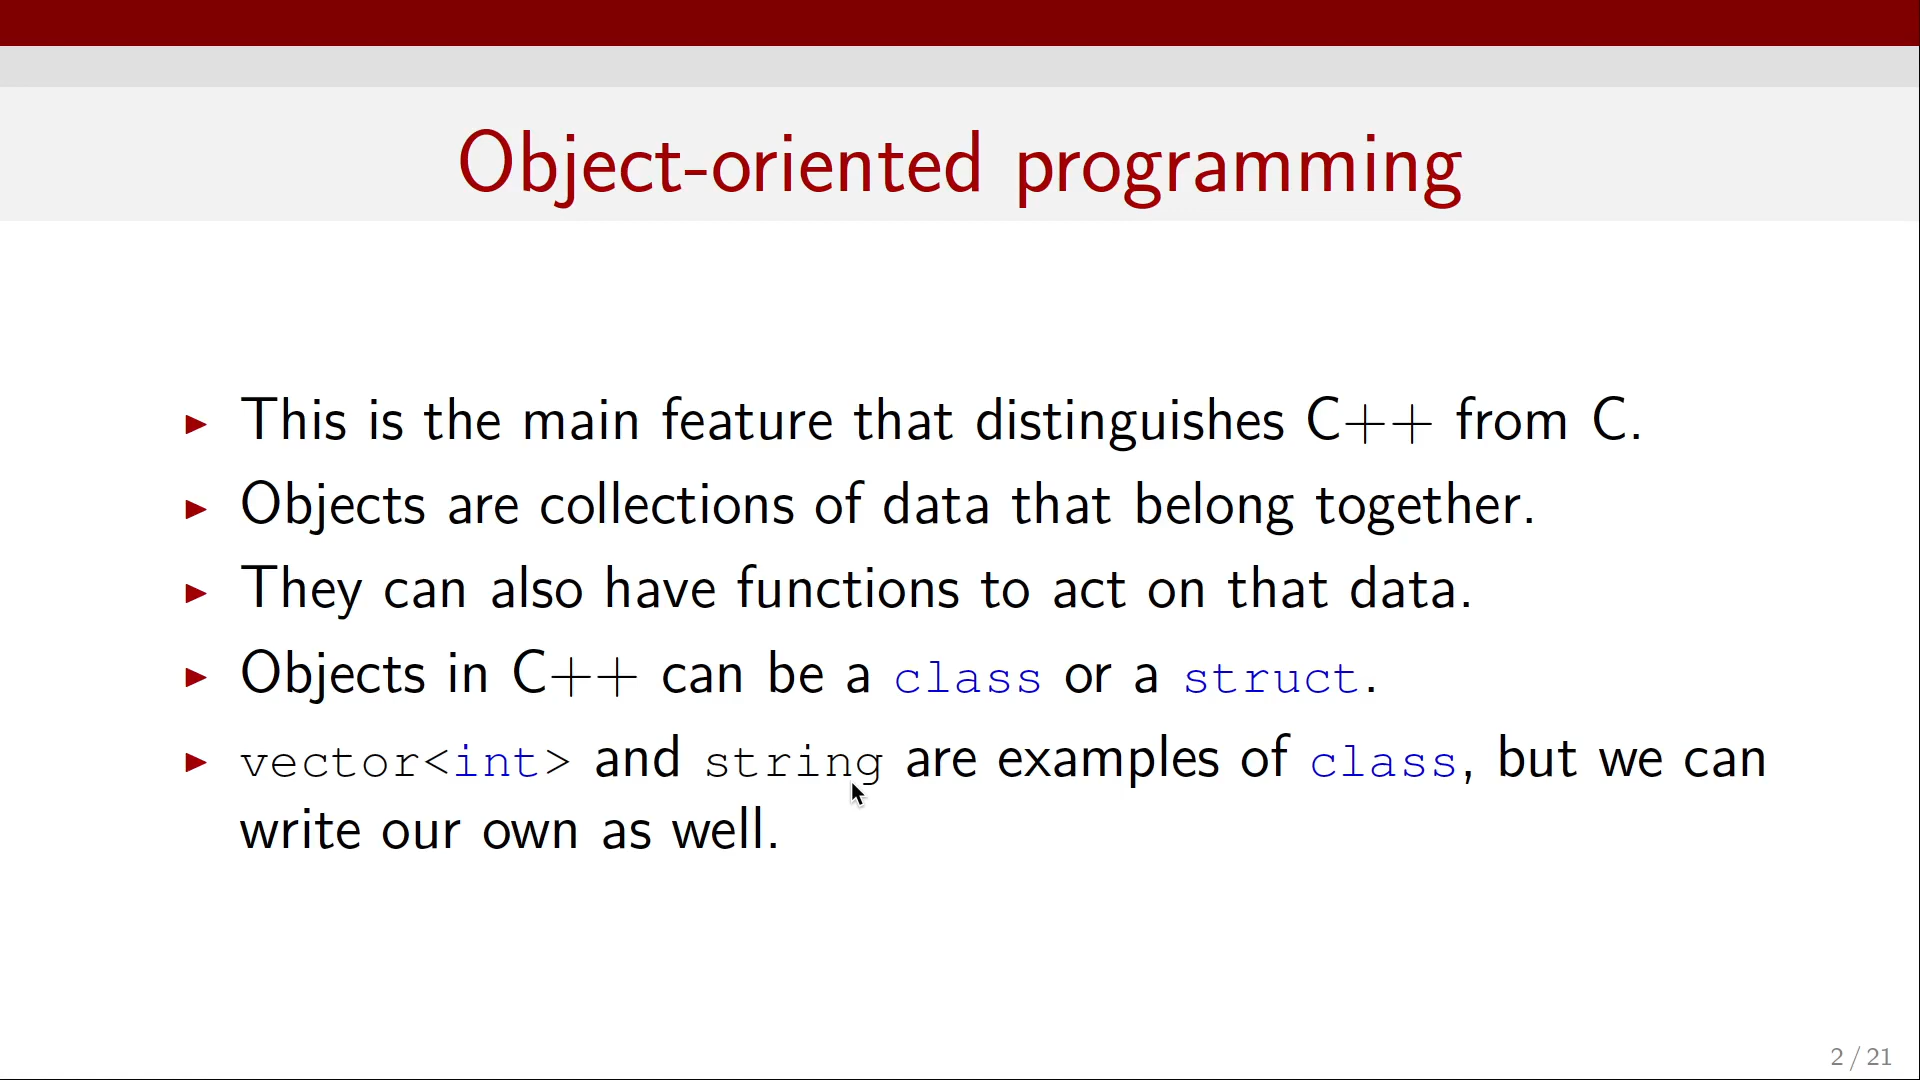 Object-oriented programming
This is the main feature that distinguishes C++ from C.
Objects are collections of data that belong together.
They can also have functions to act on that data.
Objects in C++ can be a class or a struct.
vector<int> and string are examples of class, but we can
write our own as well.
2 / 21